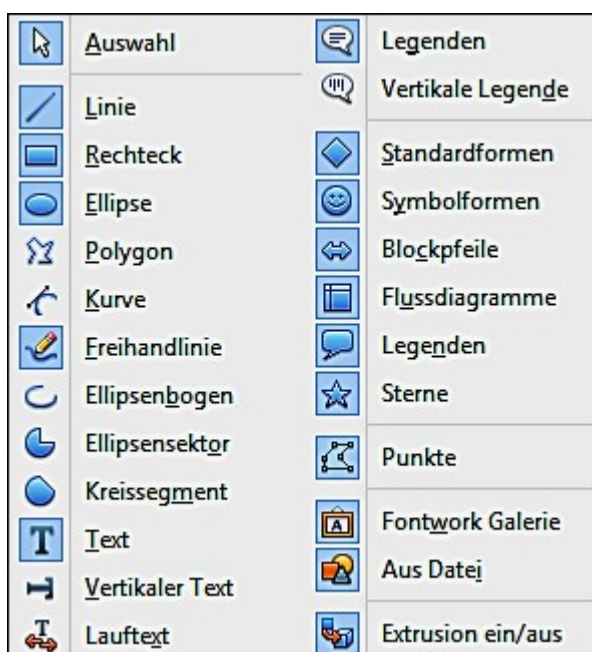 Auswahl
Linie
Rechteck
Ellipse
Polygon
Kurve
Freihandlinie
Ellipsenbogen
Ellipsensektor
Kreissegment
Text
Vertikaler Text
Lauftext
Legenden
Vertikale Legende
Standardformen
Symbolformen
Blockpfeile
Flussdiagramme
Legenden
Sterne
Punkte
Fontwork Galerie
Aus Datei
Extrusion ein/aus